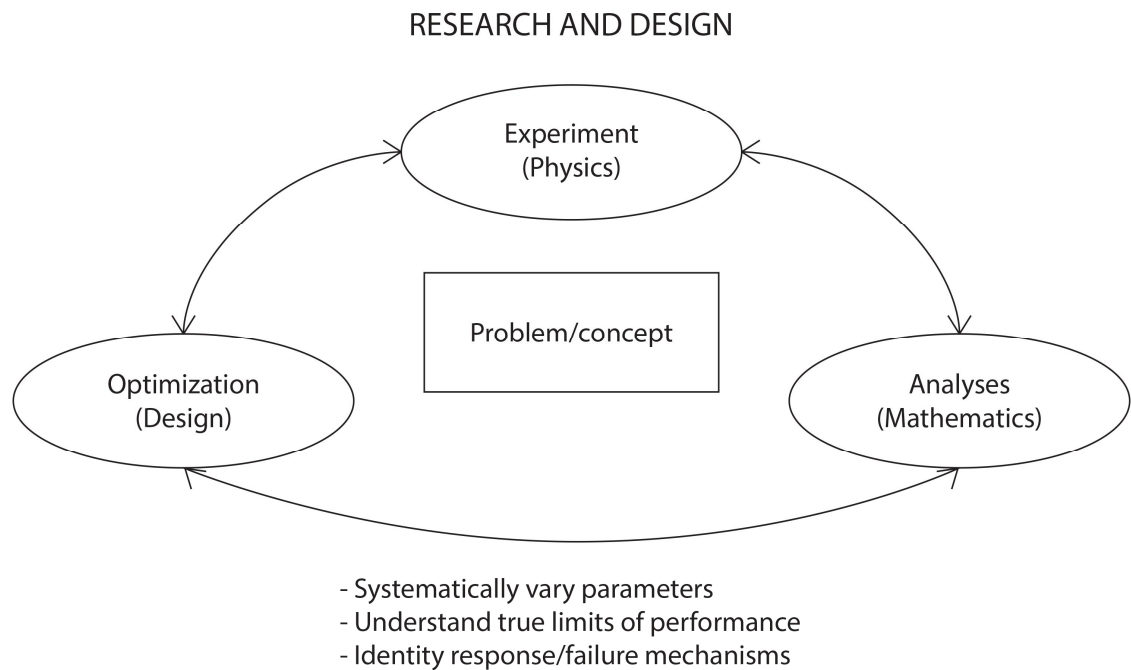 RESEARCH AND DESIGN
Experiment
(Physics)
Problem/concept
Optimization
(Design)
Analyses
(Mathematics)
- Systematically vary parameters
- Understand true limits of performance
- Identity response/failure mechanisms